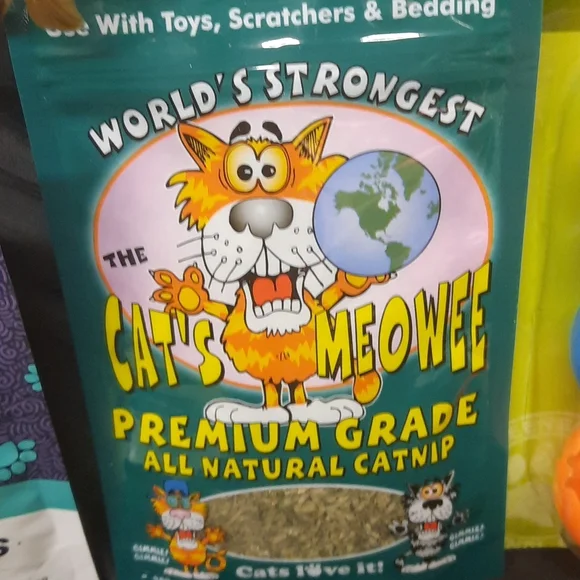 With Toys, Scratchers & Bedding
WORLD'S STRONGEST
THE
CAT'S MEOWEE
PREMIUM GRADE
ALL NATURAL CATNIP
Cats love it!
S